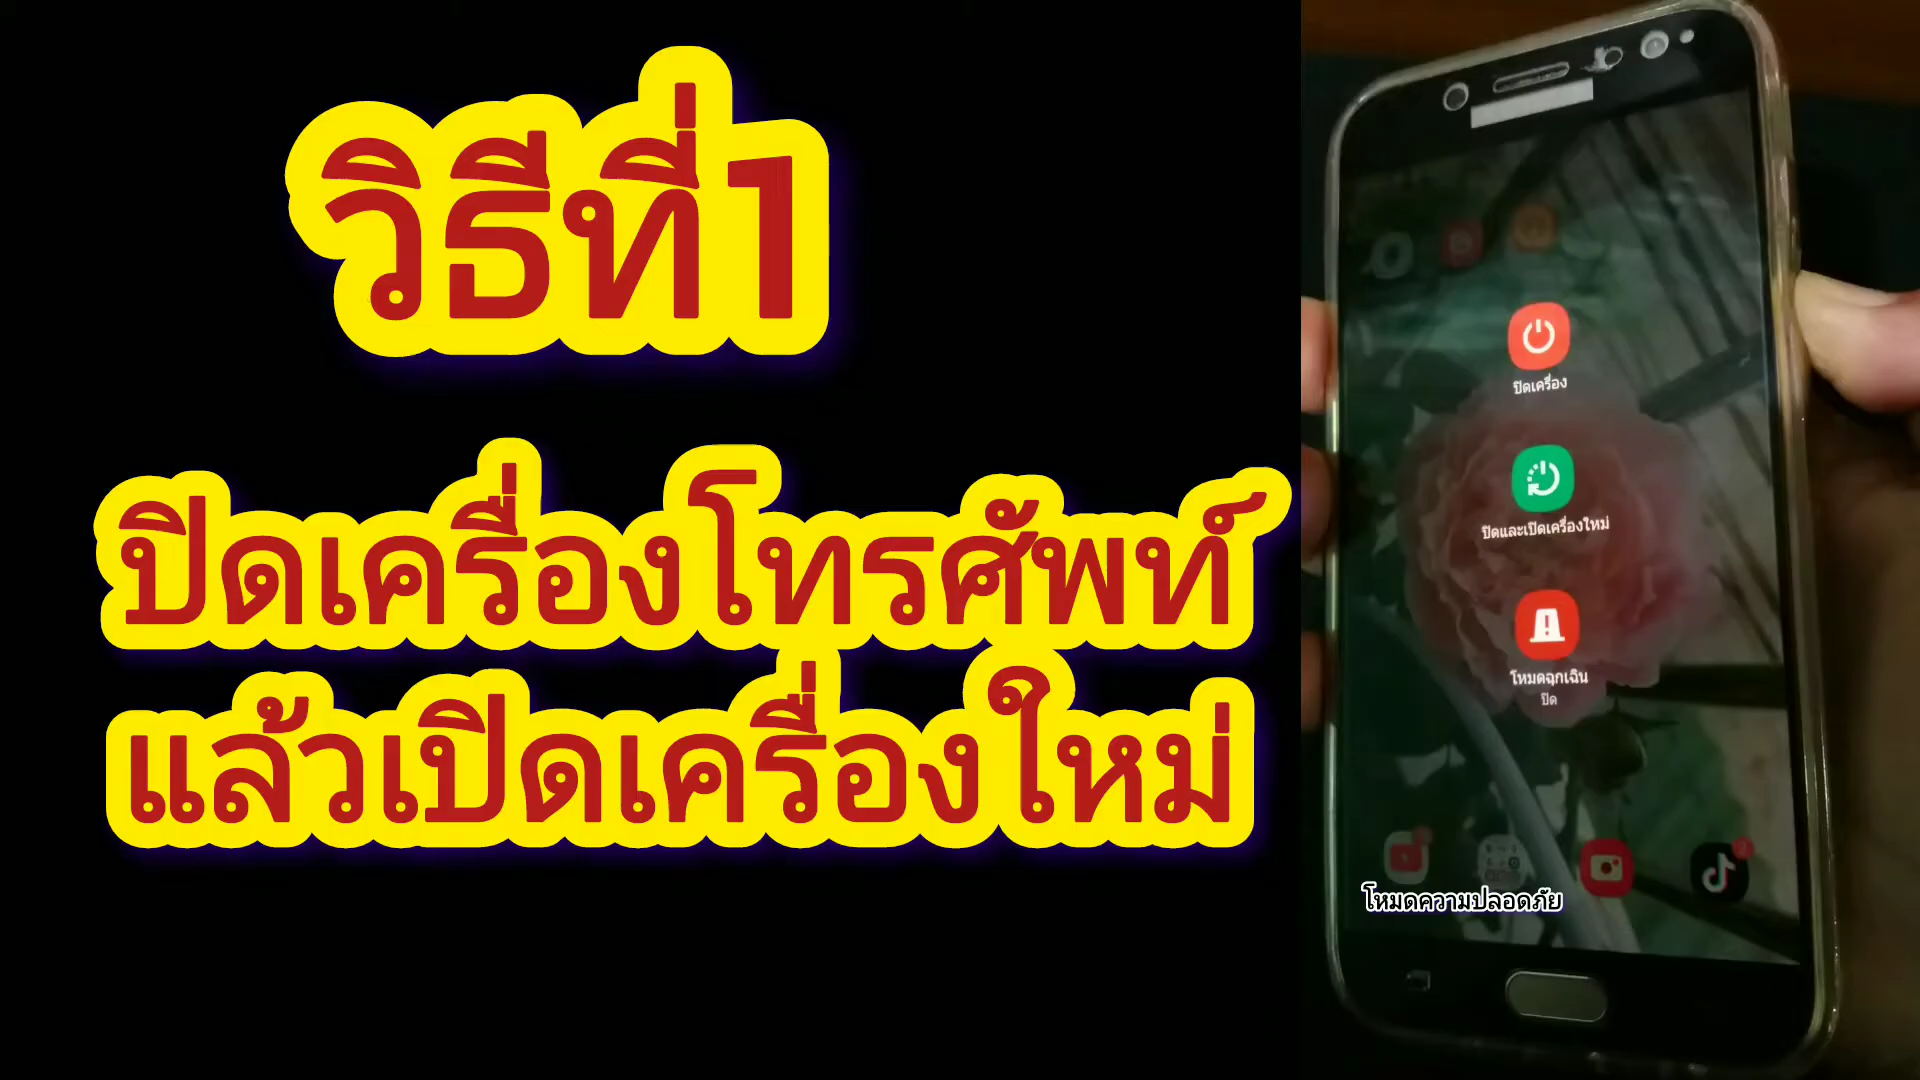 วิธีที่1
ปิดเครื่องโทรศัพท์
แล้วเปิดเครื่องใหม่
ปิดเครื่อง
ปิดและเปิดเครื่องใหม่
โหมดฉุกเฉิน
ปิด
โหมดความปลอดภัย